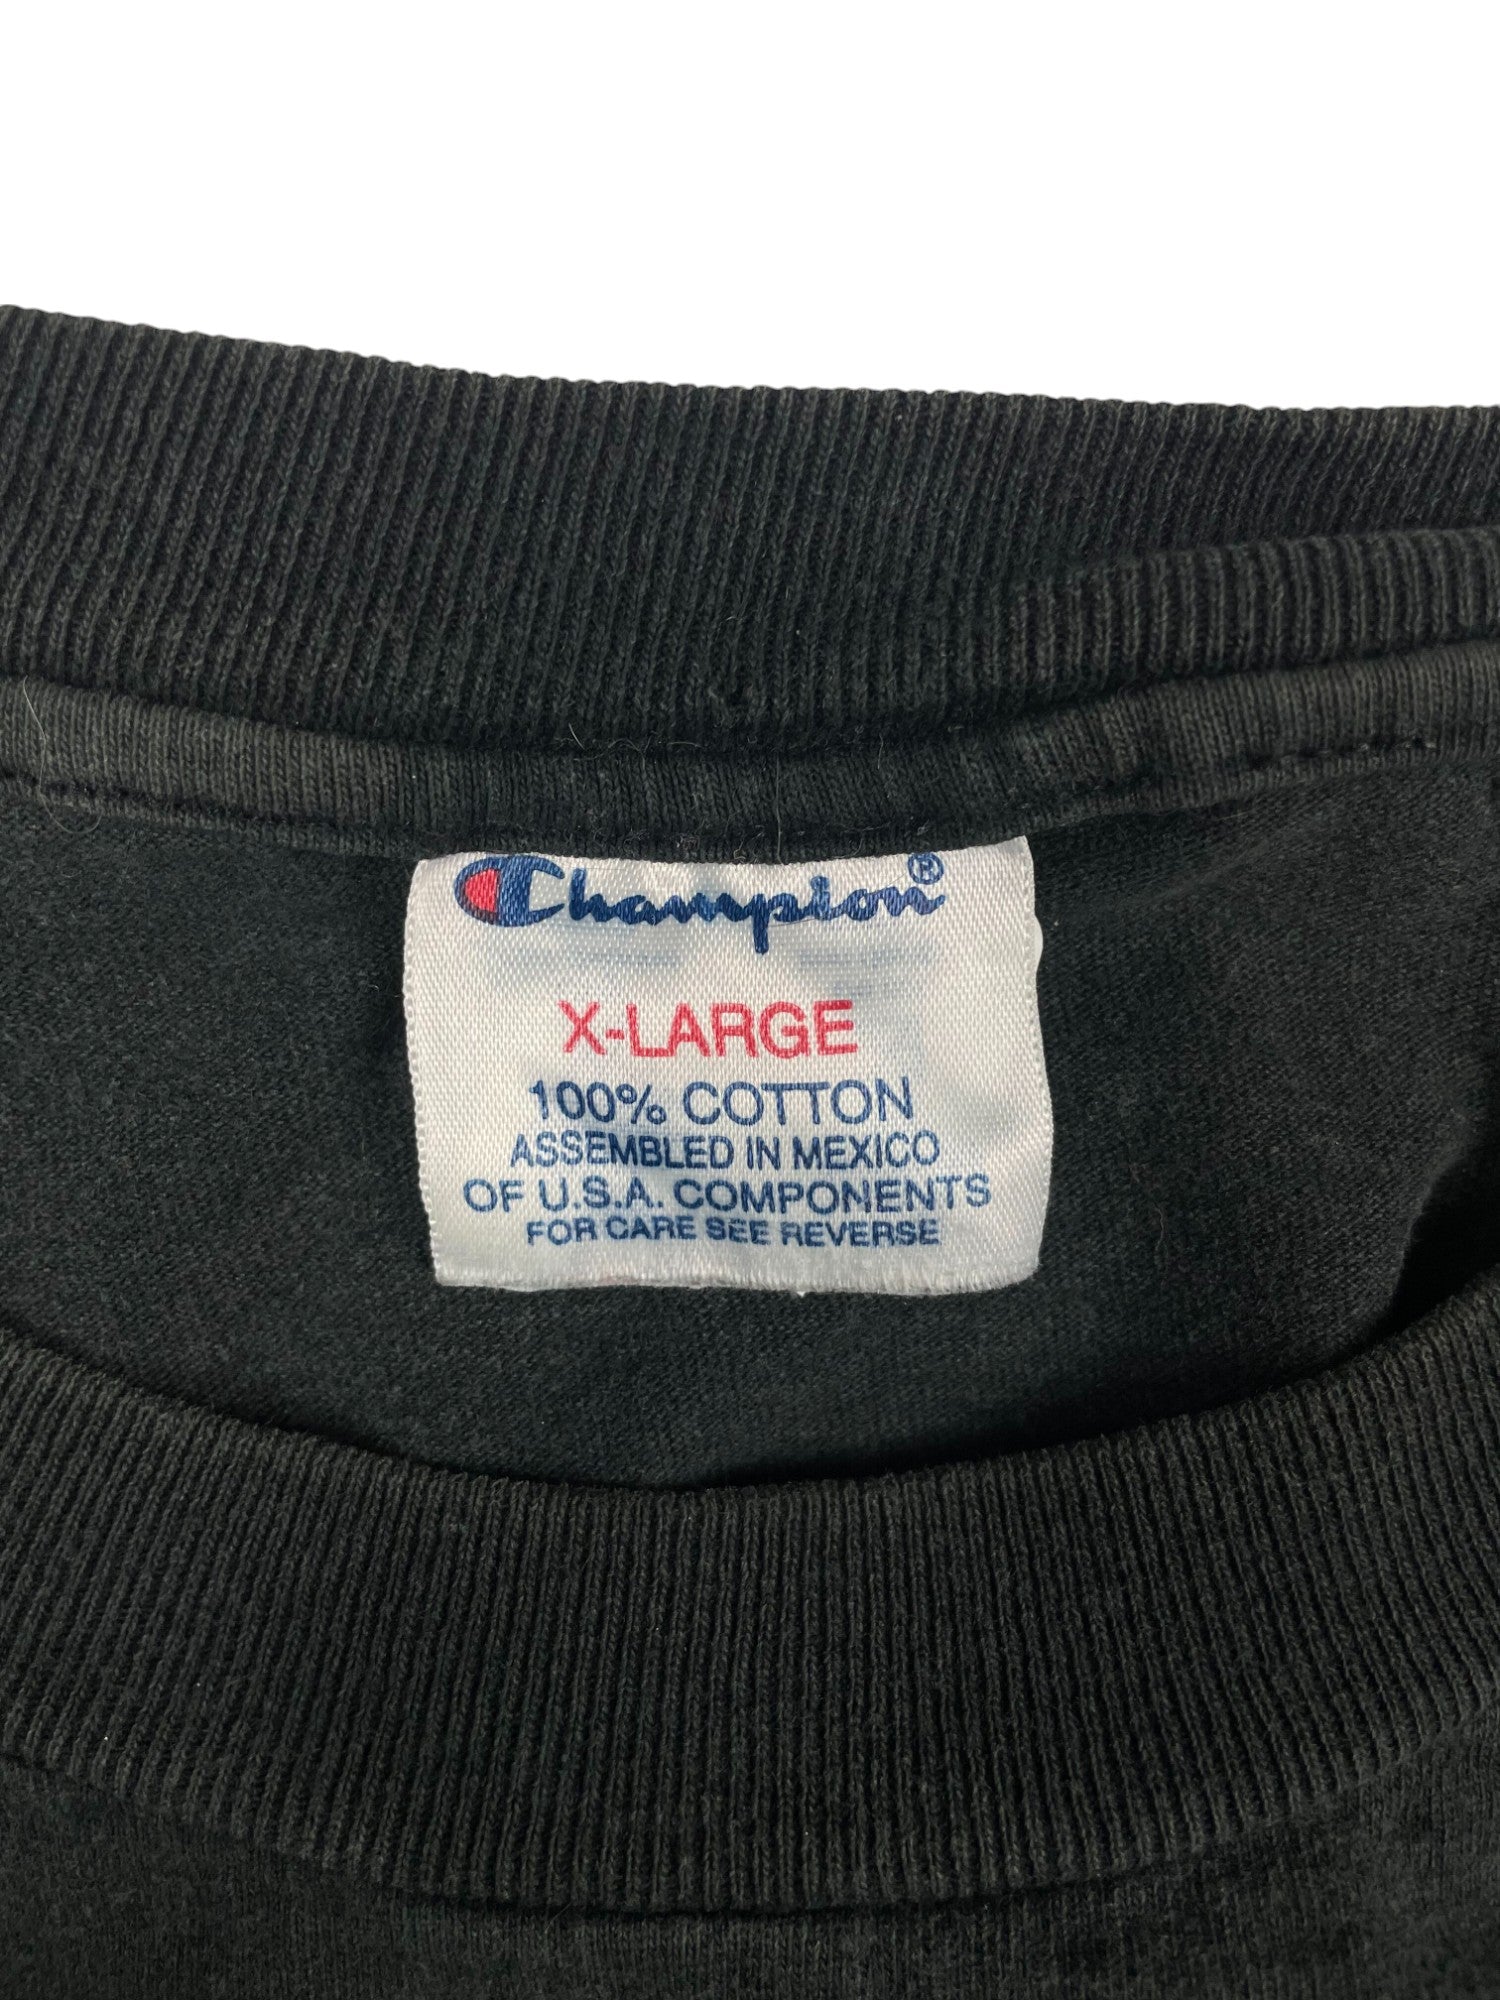 Champion®
X-LARGE
100% COTTON
ASSEMBLED IN MEXICO
OF U.S.A. COMPONENTS
FOR CARE SEE REVERSE